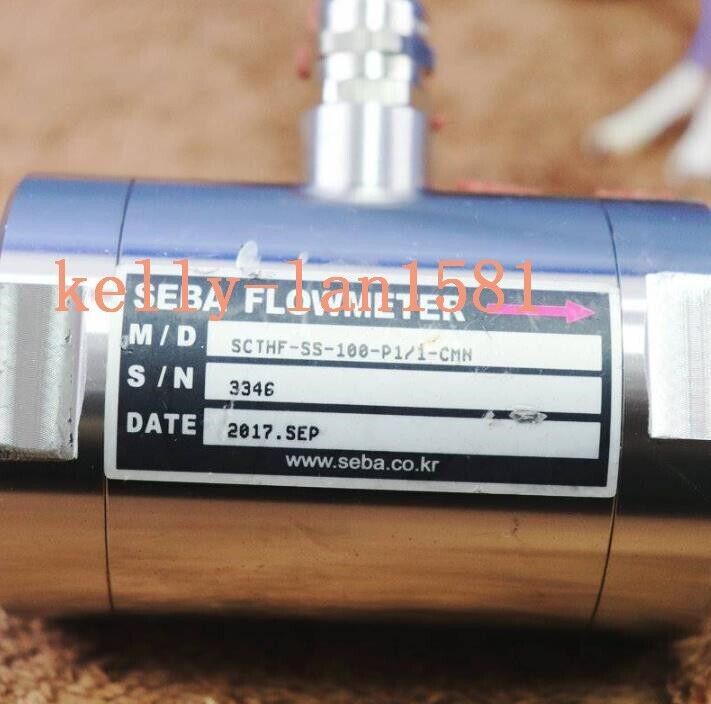 kelly-lan1581
SEBA FLOWMETER
M/D SCTHF-SS-100-P1/1-CMN
S/N 3346
DATE 2017.SEP
www.seba.co.kr